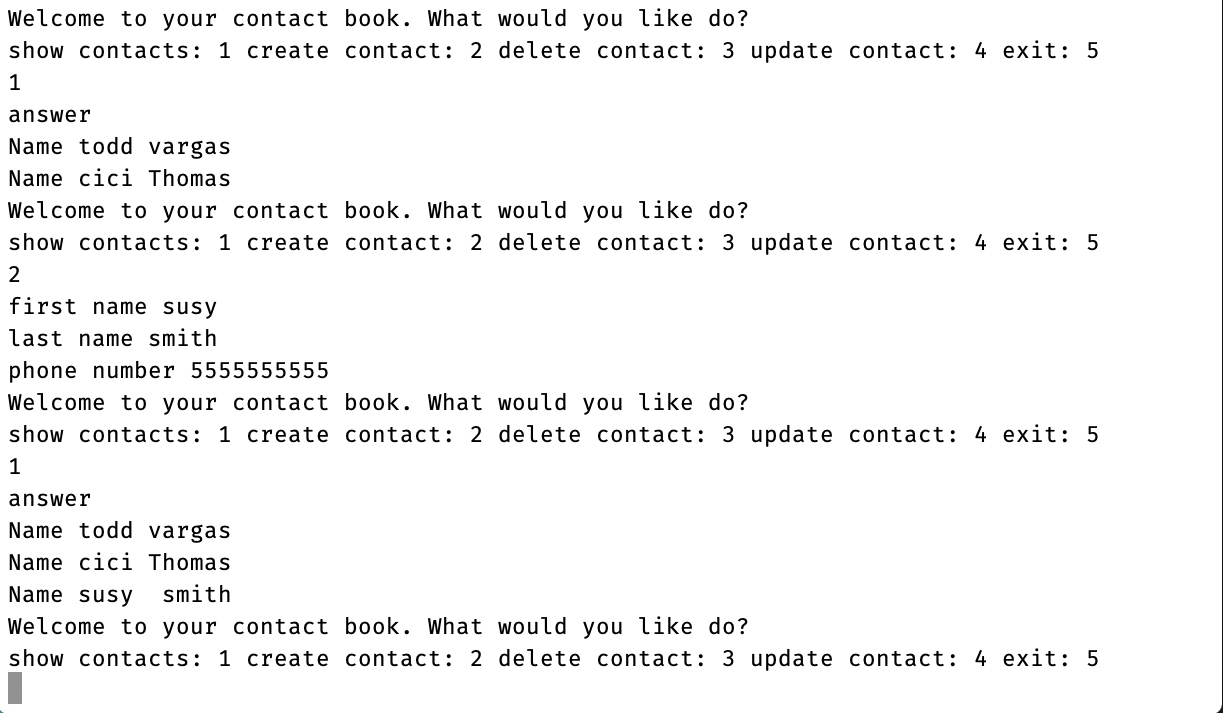 Welcome to your contact book. What would you like do?
show contacts: 1 create contact: 2 delete contact: 3 update contact: 4 exit: 5
1
answer
Name todd vargas
Name cici Thomas
Welcome to your contact book. What would you like do?
show contacts: 1 create contact: 2 delete contact: 3 update contact: 4 exit: 5
2
first name susy
last name smith
phone number 5555555555
Welcome to your contact book. What would you like do?
show contacts: 1 create contact: 2 delete contact: 3 update contact: 4 exit: 5
1
answer
Name todd vargas
Name cici Thomas
Name susy  smith
Welcome to your contact book. What would you like do?
show contacts: 1 create contact: 2 delete contact: 3 update contact: 4 exit: 5